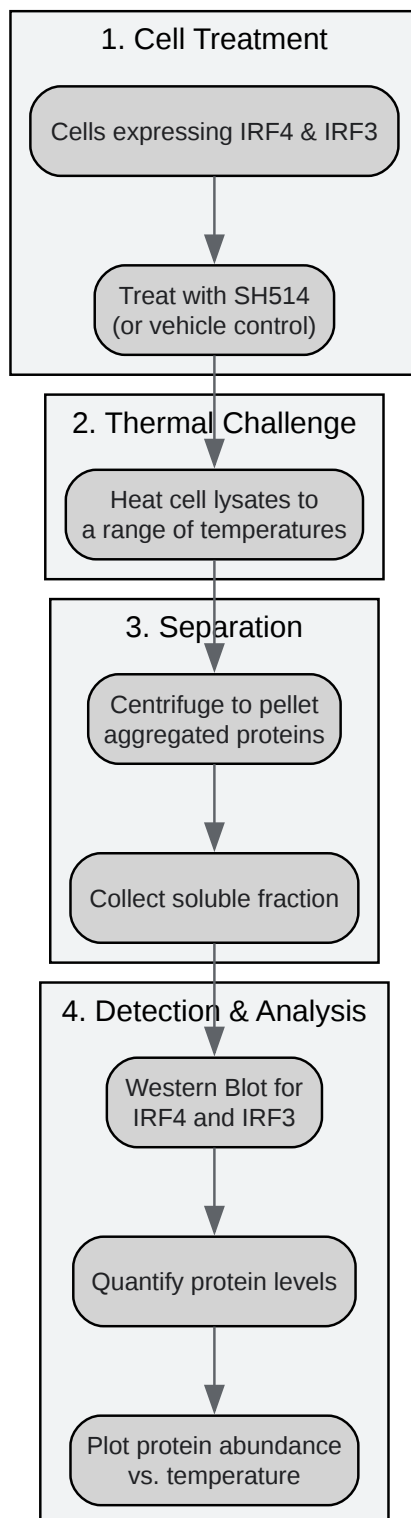 1. Cell Treatment
Cells expressing IRF4 & IRF3
Treat with SH514
(or vehicle control)
2. Thermal Challenge
Heat cell lysates to
a range of temperatures
3. Separation
Centrifuge to pellet
aggregated proteins
Collect soluble fraction
4. Detection & Analysis
Western Blot for
IRF4 and IRF3
Quantify protein levels
Plot protein abundance
vs. temperature